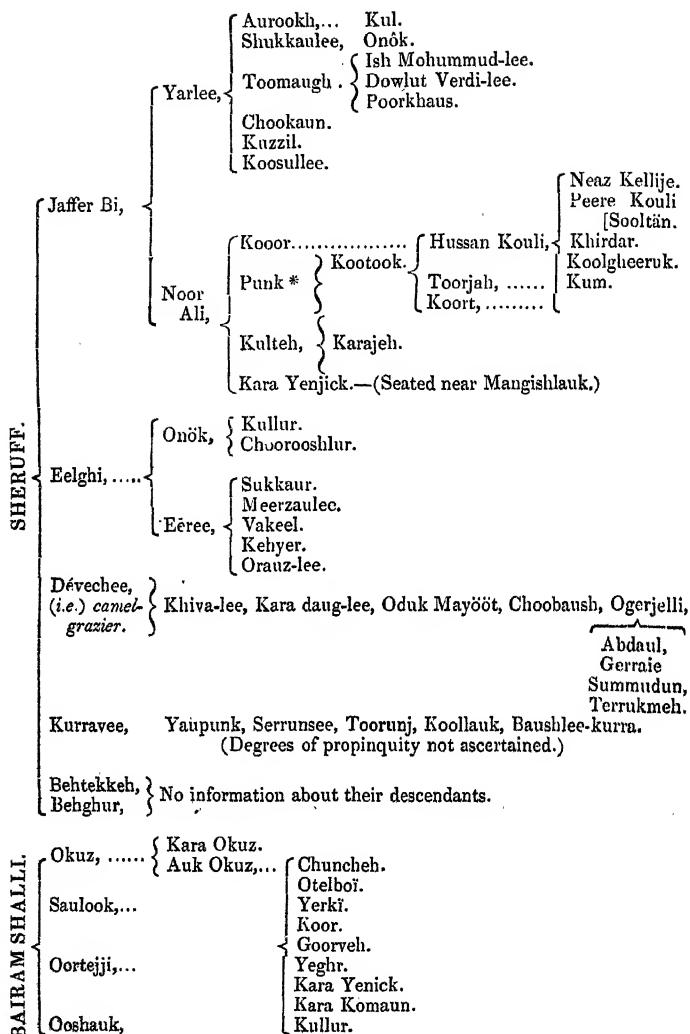 SHERUFF.
Jaffer Bi,
Yarlee,
Aurookh,... Kul.
Shukkaulee, Onôk.
Toomaugh .
Ish Mohummud-lee.
Dowlut Verdi-lee.
Poorkhaus.
Chookaun.
Kuzzil.
Koosullee.
Noor
Ali,
Kooor..................
Punk *
Kootook.
Hussan Kouli,
Toorjah, ......
Koort, .........
Neaz Kellije.
Peere Kouli
[Sooltän.
Khirdar.
Koolgheeruk.
Kum.
Kulteh,
Karajeh.
Kara Yenjick.—(Seated near Mangishlauk.)
Eelghi, .....
Onök,
Kullur.
Choorooshlur.
Eëree,
Sukkaur.
Meerzaulee.
Vakeel.
Kehyer.
Orauz-lee.
Dévechee,
(i.e.) camel-
grazier.
Khiva-lee, Kara daug-lee, Oduk Mayööt, Choobaush, Ogerjelli,
Abdaul,
Gerraie
Summudun,
Terrukmeh.
Kurravee, Yaupunk, Serrunsee, Toorunj, Koollauk, Baushlee-kurra.
(Degrees of propinquity not ascertained.)
Behtekkeh,
Behghur,
No information about their descendants.
BAIRAM SHALLI.
Okuz, ......
Kara Okuz.
Auk Okuz,...
Saulook,...
Oortejji,...
Ooshauk,
Chuncheh.
Otelboï.
Yerkï.
Koor.
Goorveh.
Yeghr.
Kara Yenick.
Kara Komaun.
Kullur.